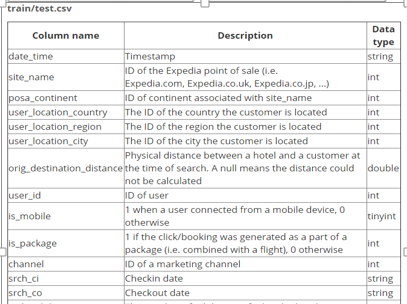 train/test.csv
Column name Description Data type
date_time Timestamp string
site_name ID of the Expedia point of sale (i.e.
Expedia.com, Expedia.co.uk, Expedia.co.jp, ...) int
posa_continent ID of continent associated with site_name int
user_location_country The ID of the country the customer is located int
user_location_region The ID of the region the customer is located int
user_location_city The ID of the city the customer is located int
orig_destination_distance Physical distance between a hotel and a customer at
the time of search. A null means the distance could
not be calculated double
user_id ID of user int
is_mobile 1 when a user connected from a mobile device, 0
otherwise tinyint
is_package 1 if the click/booking was generated as a part of a
package (i.e. combined with a flight), 0 otherwise int
channel ID of a marketing channel int
srch_ci Checkin date string
srch_co Checkout date string